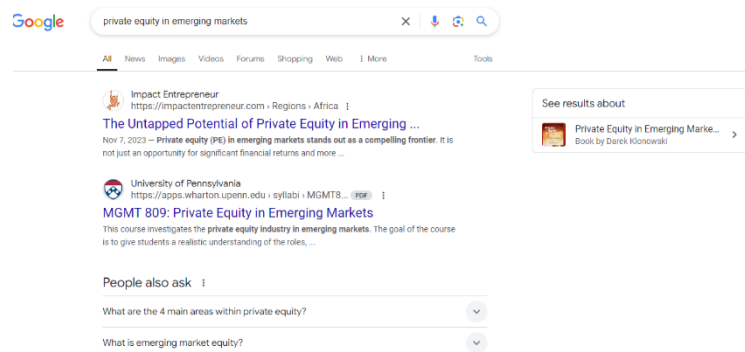 Google
private equity in emerging markets
All News Images Videos Forums Shopping Web More Tools
Impact Entrepreneur
https://impactentrepreneur.com › Regions › Africa
The Untapped Potential of Private Equity in Emerging ...
Nov 7, 2023 — Private equity (PE) in emerging markets stands out as a compelling frontier. It is
not just an opportunity for significant financial returns and more ...
University of Pennsylvania
https://apps.wharton.upenn.edu › syllabi › MGMT8... PDF
MGMT 809: Private Equity in Emerging Markets
This course investigates the private equity industry in emerging markets. The goal of the course
is to give students a realistic understanding of the roles, ...
People also ask
What are the 4 main areas within private equity?
What is emerging market equity?
See results about
Private Equity in Emerging Marke...
Book by Darek Klonowski